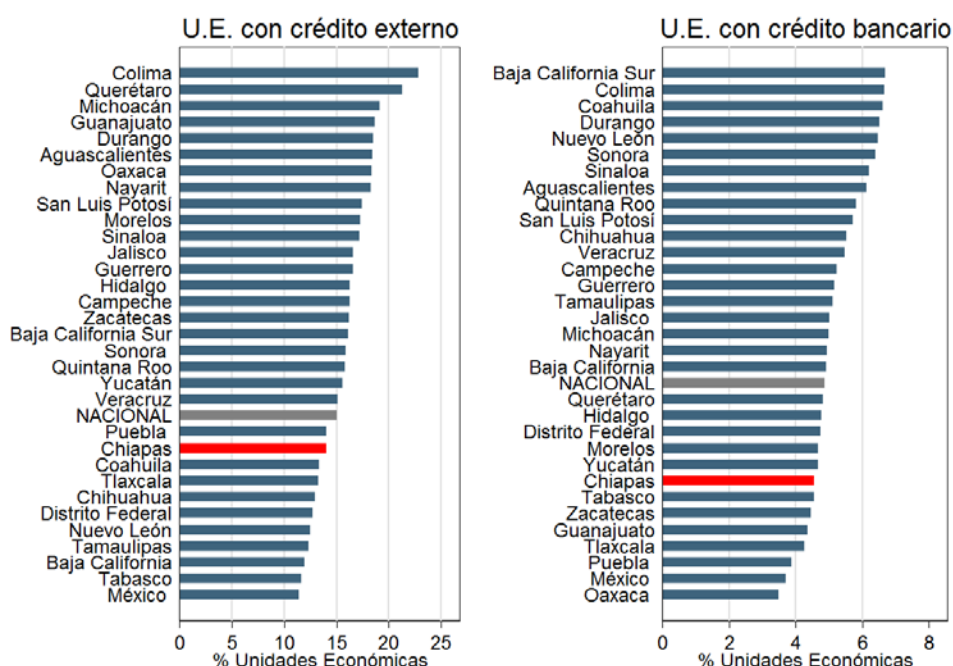 U.E. con crédito externo
Colima
Querétaro
Michoacán
Guanajuato
Durango
Aguascalientes
Oaxaca
Nayarit
San Luis Potosí
Morelos
Sinaloa
Jalisco
Guerrero
Hidalgo
Campeche
Zacatecas
Baja California Sur
Sonora
Quintana Roo
Yucatán
Veracruz
NACIONAL
Puebla
Chiapas
Coahuila
Tlaxcala
Chihuahua
Distrito Federal
Nuevo León
Tamaulipas
Baja California
Tabasco
México
0 5 10 15 20 25
% Unidades Económicas
U.E. con crédito bancario
Baja California Sur
Colima
Coahuila
Durango
Nuevo León
Sonora
Sinaloa
Aguascalientes
Quintana Roo
San Luis Potosí
Chihuahua
Veracruz
Campeche
Guerrero
Tamaulipas
Jalisco
Michoacán
Nayarit
Baja California
NACIONAL
Querétaro
Hidalgo
Distrito Federal
Morelos
Yucatán
Chiapas
Tabasco
Zacatecas
Guanajuato
Tlaxcala
Puebla
México
Oaxaca
0 2 4 6 8
% Unidades Económicas